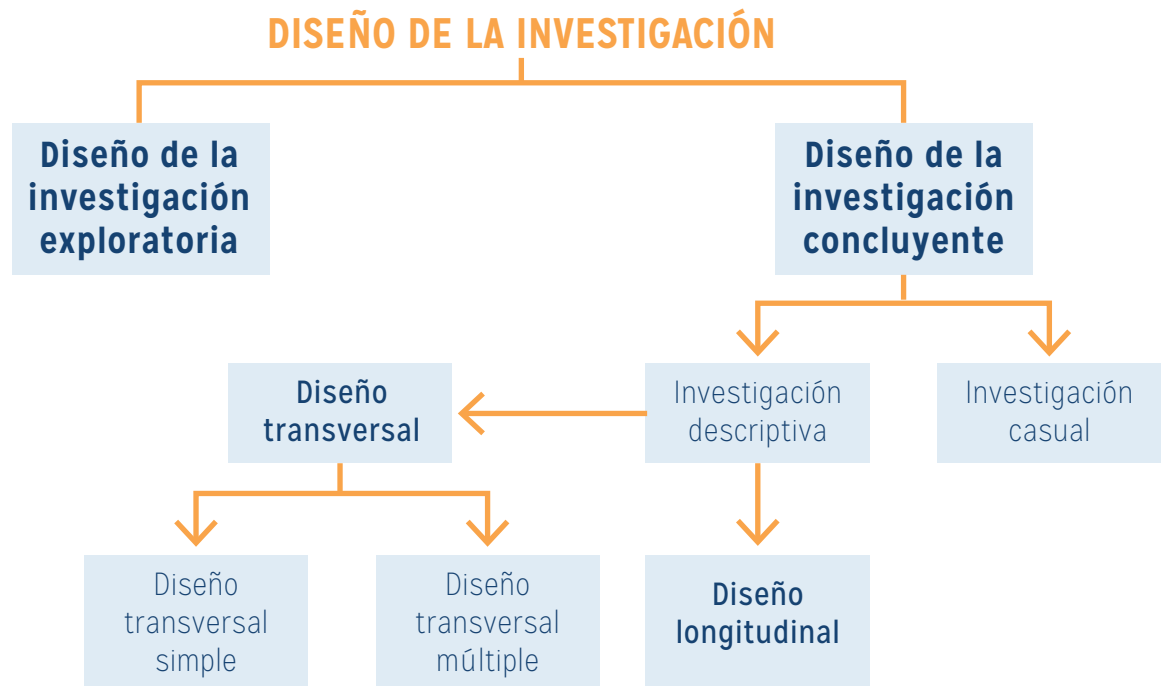 DISEÑO DE LA INVESTIGACIÓN
Diseño de la
investigación
exploratoria
Diseño de la
investigación
concluyente
Diseño
transversal
Investigación
descriptiva
Investigación
casual
Diseño
transversal
simple
Diseño
transversal
múltiple
Diseño
longitudinal